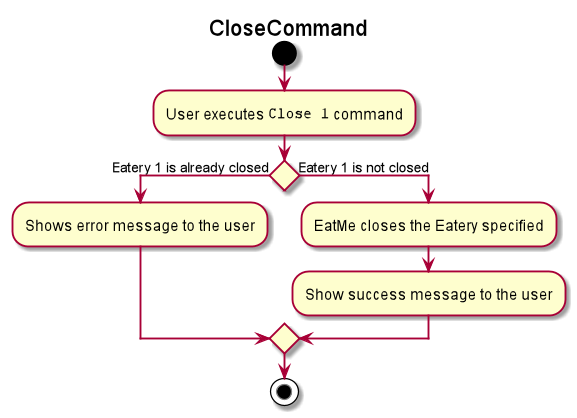 CloseCommand
User executes Close 1 command
Eatery 1 is already closed
Eatery 1 is not closed
Shows error message to the user
EatMe closes the Eatery specified
Show success message to the user